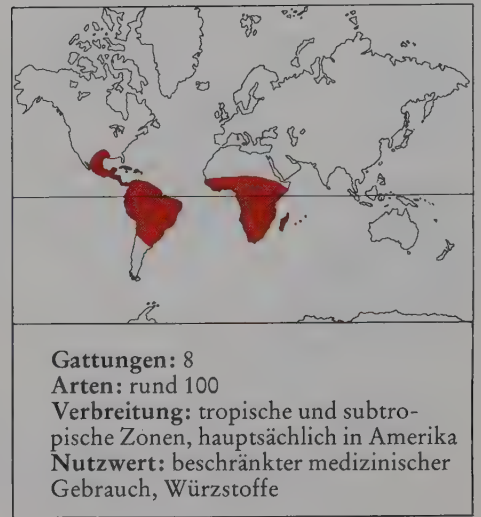 Gattungen: 8
Arten: rund 100
Verbreitung: tropische und subtro-
pische Zonen, hauptsächlich in Amerika
Nutzwert: beschränkter medizinischer
Gebrauch, Würzstoffe